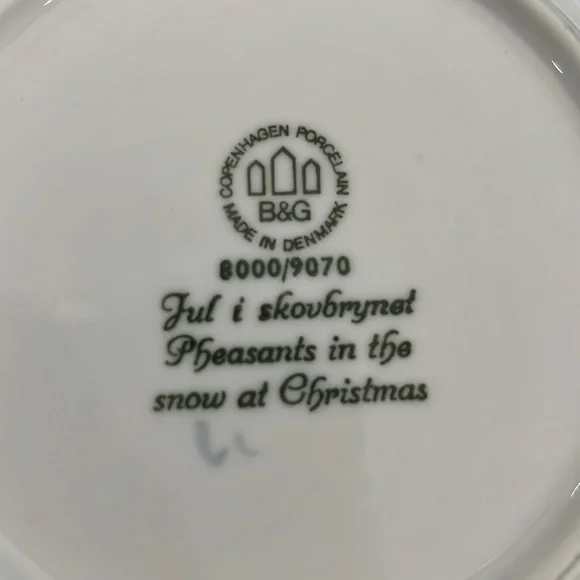 COPENHAGEN PORCELAIN
B&G
MADE IN DENMARK
8000/9070
Jul i skovbrynet
Pheasants in the
snow at Christmas